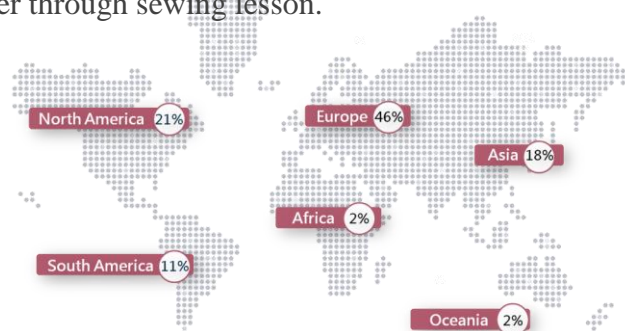 er through sewing lesson.
North America 21%
Europe 46%
Asia 18%
Africa 2%
South America 11%
Oceania 2%